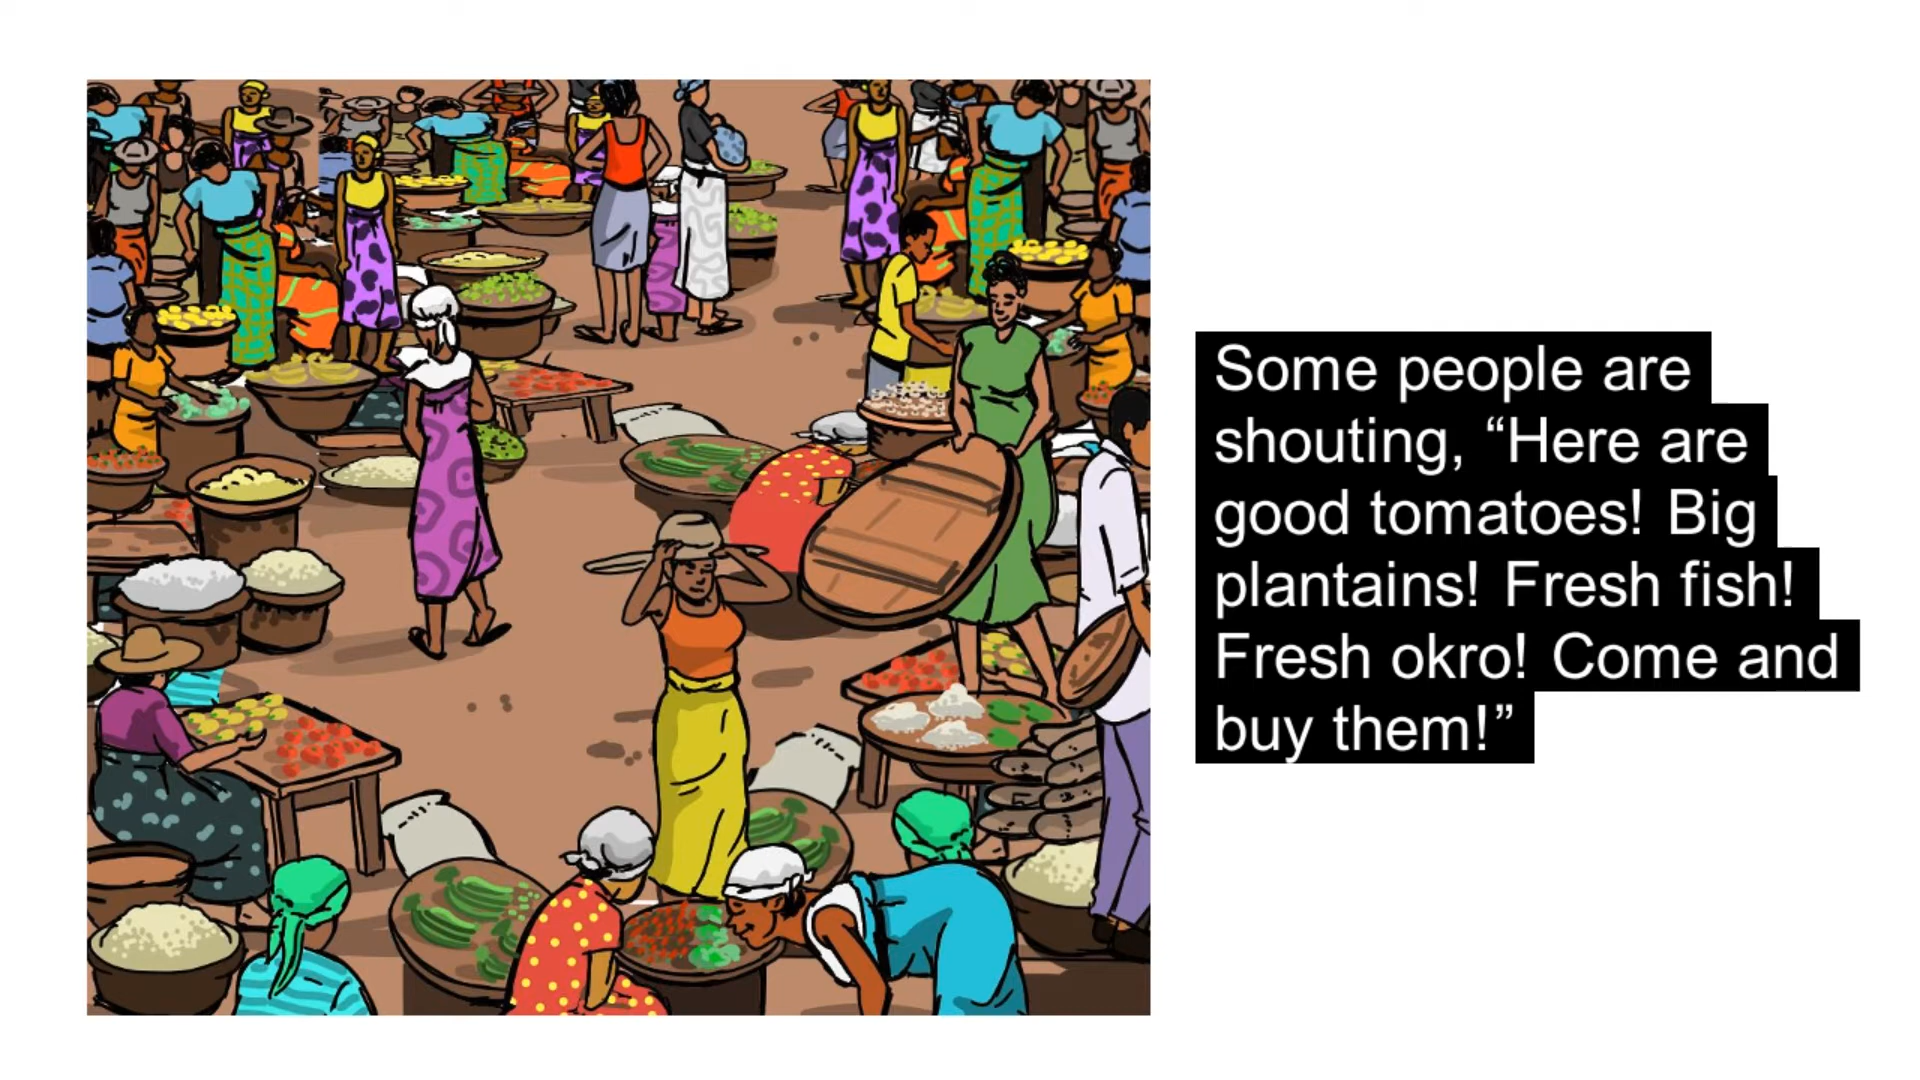 Some people are
shouting, “Here are
good tomatoes! Big
plantains! Fresh fish!
Fresh okro! Come and
buy them!”